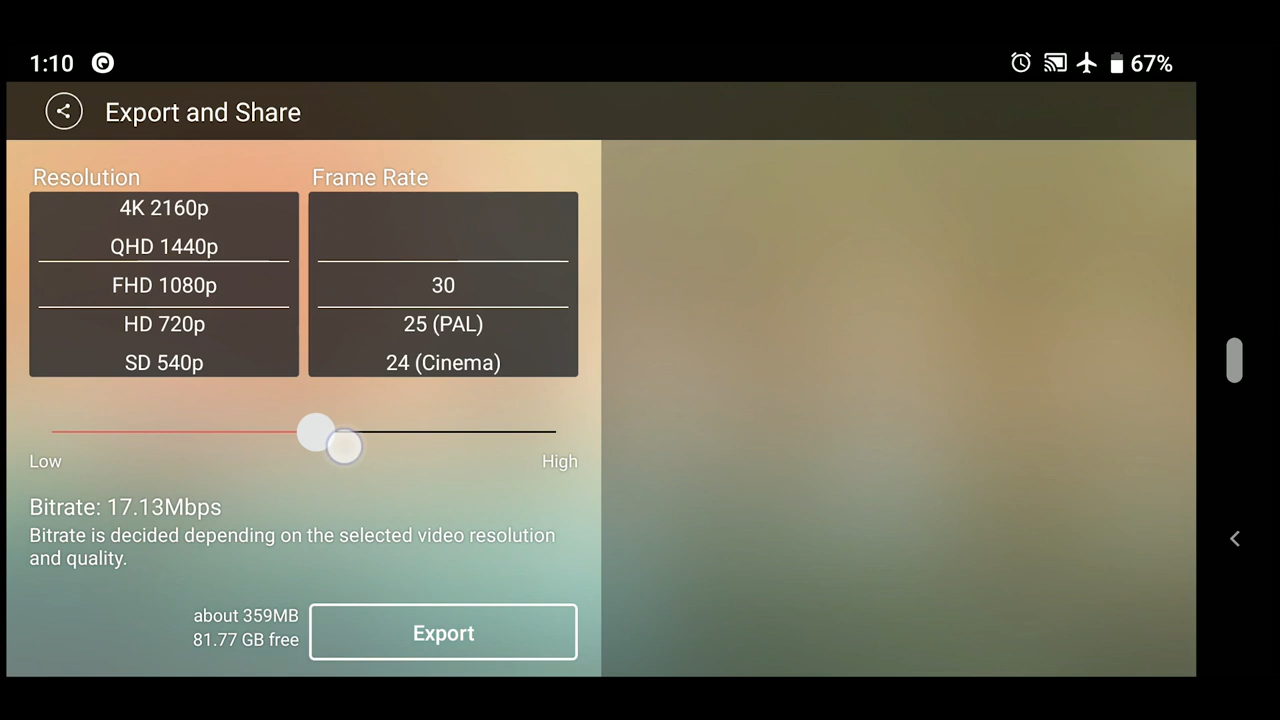 1:10
67%
Export and Share
Resolution
Frame Rate
4K 2160p
QHD 1440p
FHD 1080p
HD 720p
SD 540p
30
25 (PAL)
24 (Cinema)
Low
High
Bitrate: 17.13Mbps
Bitrate is decided depending on the selected video resolution
and quality.
about 359MB
81.77 GB free
Export